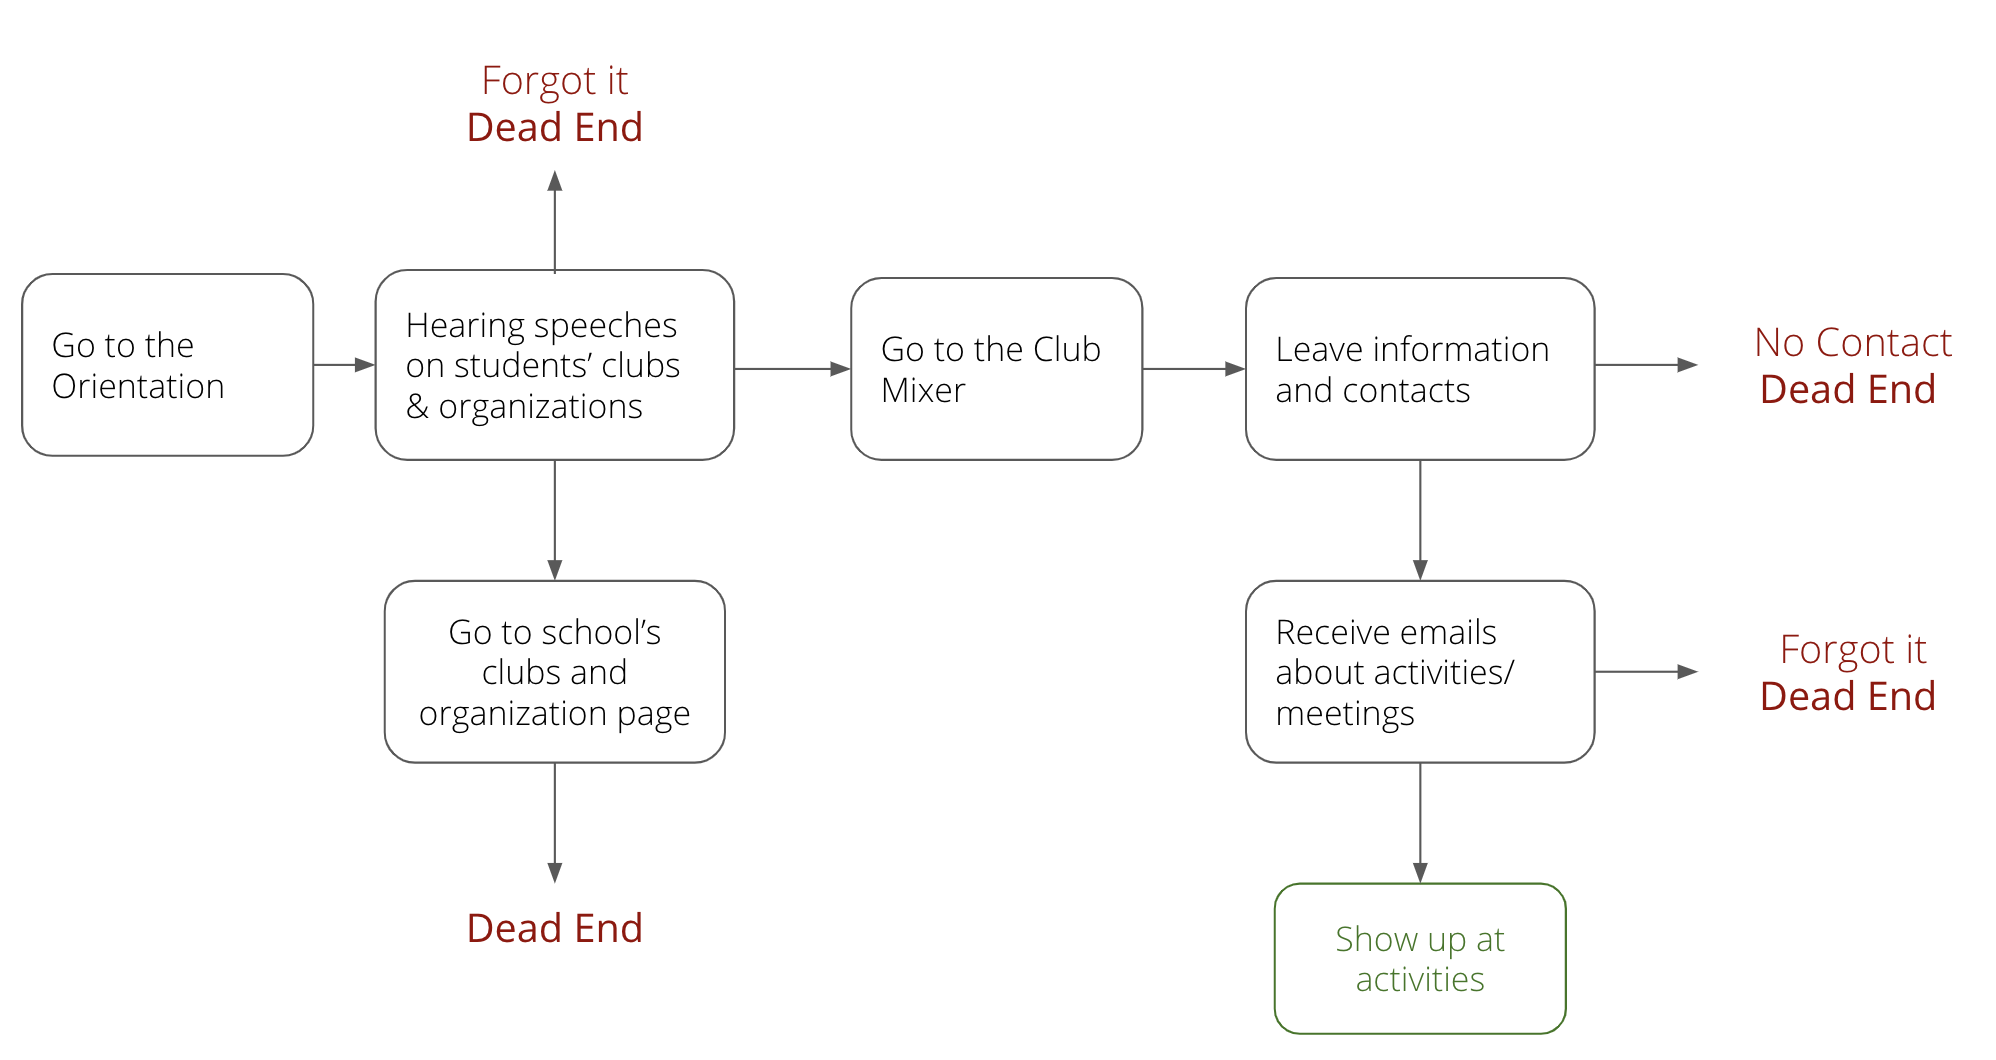 Forgot it
Dead End
Go to the
Orientation
Hearing speeches
on students’ clubs
& organizations
Go to the Club
Mixer
Leave information
and contacts
No Contact
Dead End
Go to school’s
clubs and
organization page
Receive emails
about activities/
meetings
Forgot it
Dead End
Dead End
Show up at
activities